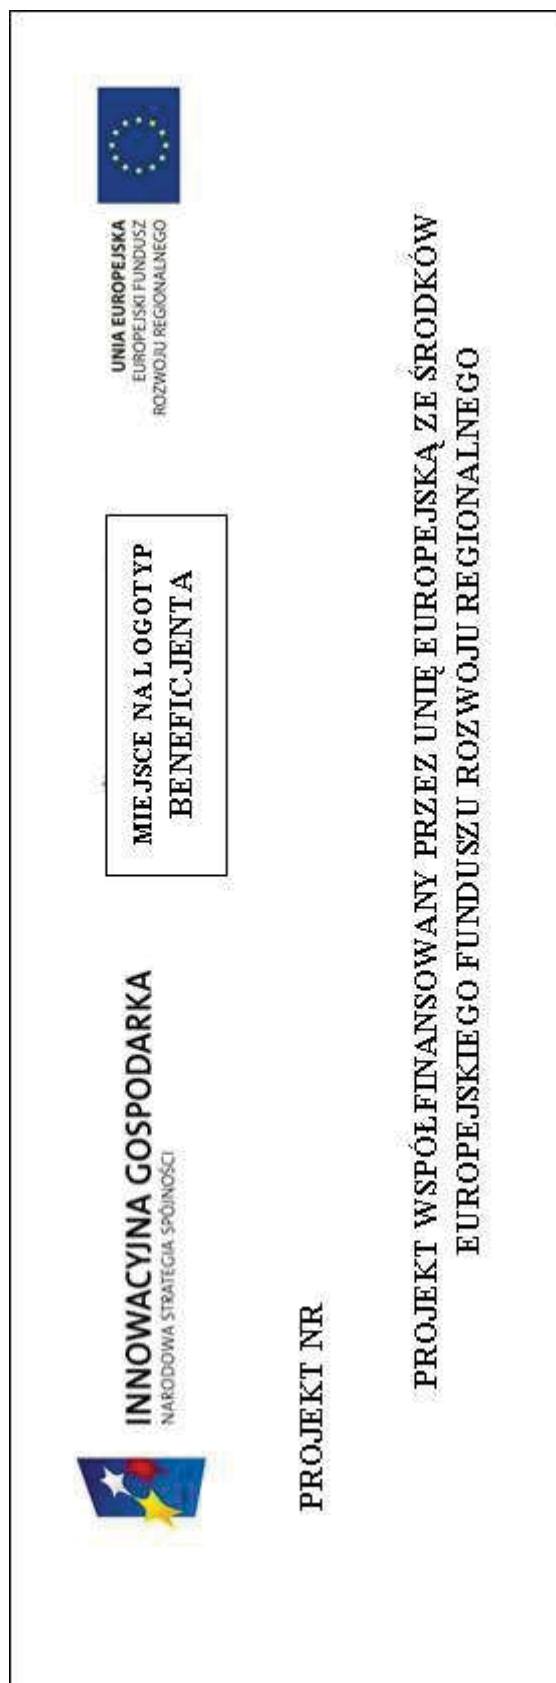 INNOWACYJNA GOSPODARKA
NARODOWA STRATEGIA SPÓJNOŚCI
MIEJSCE NA LOGOTYP
BENEFICJENTA
UNIA EUROPEJSKA
EUROPEJSKI FUNDUSZ
ROZWOJU REGIONALNEGO
PROJEKT NR
PROJEKT WSPÓŁFINANSOWANY PRZEZ UNIĘ EUROPEJSKĄ ZE ŚRODKÓW
EUROPEJSKIEGO FUNDUSZU ROZWOJU REGIONALNEGO